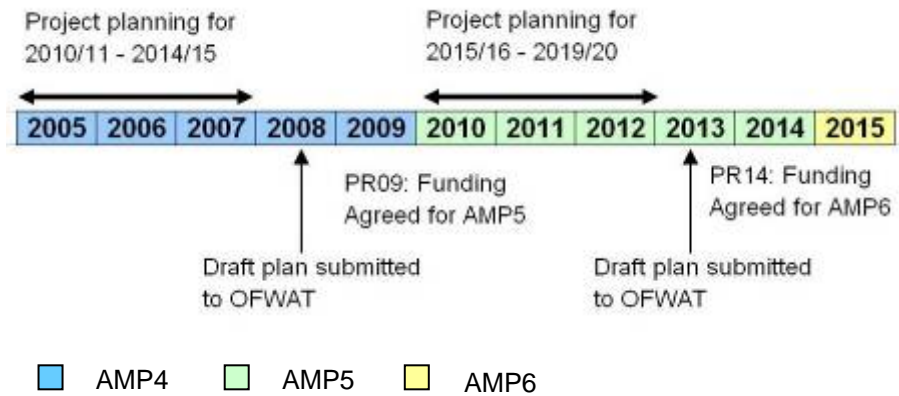 Project planning for
2010/11 - 2014/15
Project planning for
2015/16 - 2019/20
2005 2006 2007 2008 2009 2010 2011 2012 2013 2014 2015
PR09: Funding
Agreed for AMP5
PR14: Funding
Agreed for AMP6
Draft plan submitted
to OFWAT
Draft plan submitted
to OFWAT
AMP4 AMP5 AMP6